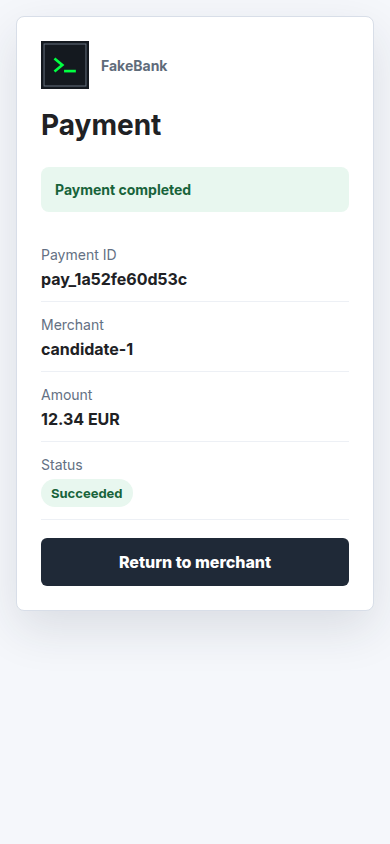 FakeBank
Payment
Payment completed
Payment ID
pay_1a52fe60d53c
Merchant
candidate-1
Amount
12.34 EUR
Status
Succeeded
Return to merchant